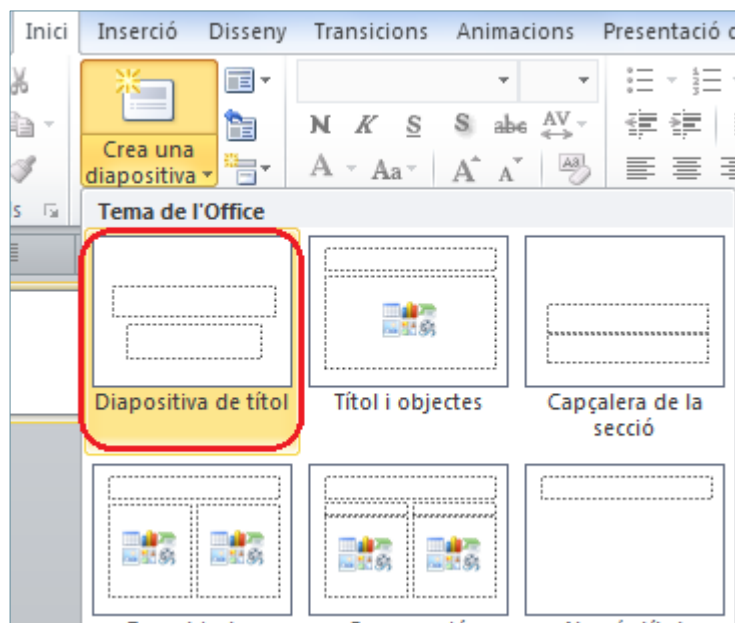 Inici Inserció Disseny Transicions Animacions Presentació
Crea una
diapositiva
N K S S abc AV
A Aa A A
Tema de l'Office
Diapositiva de títol
Títol i objectes
Capçalera de la
secció